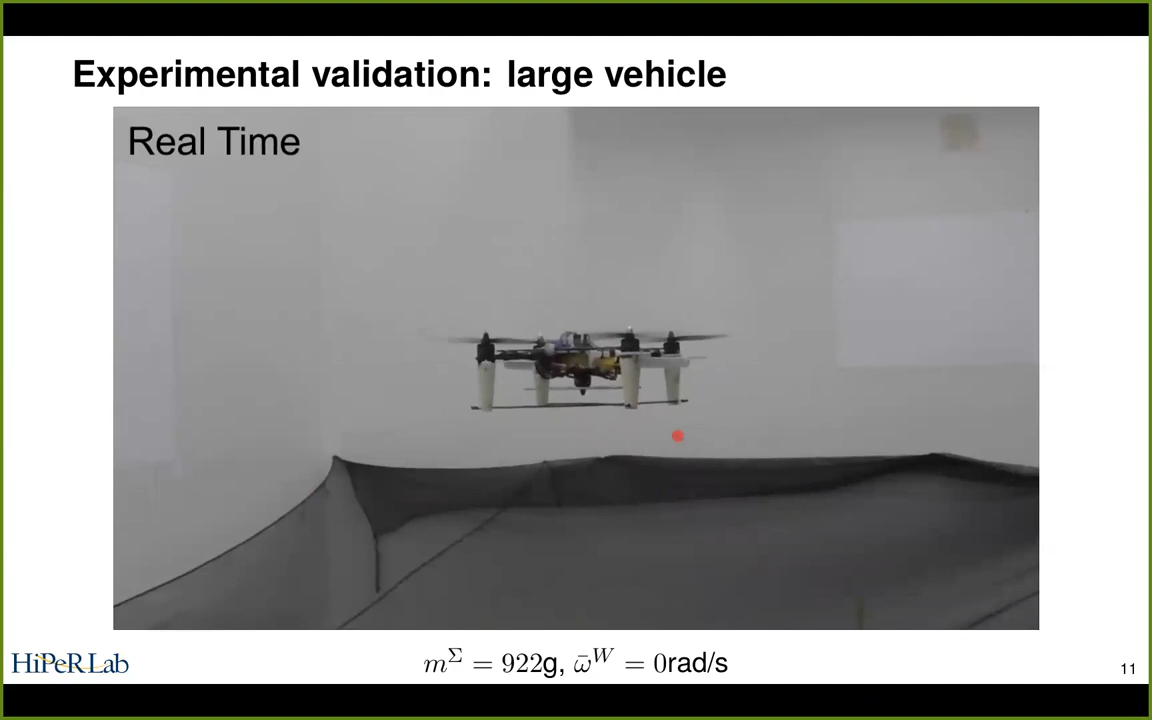 Experimental validation: large vehicle
Real Time
HiPeRLab
m^Σ = 922g, ω̄^W = 0rad/s
11